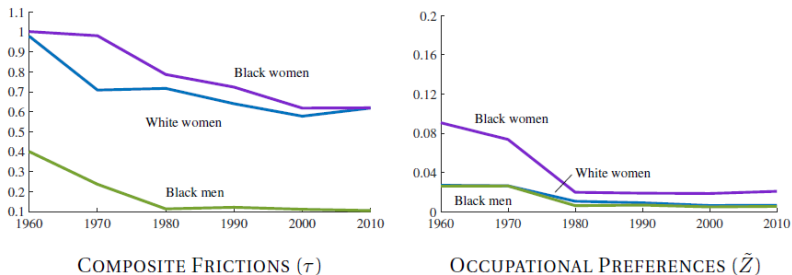 1.1
1
0.9
0.8
0.7
0.6
0.5
0.4
0.3
0.2
0.1
1960 1970 1980 1990 2000 2010
Black women
White women
Black men
COMPOSITE FRICTIONS (τ)
0.2
0.16
0.12
0.08
0.04
0
1960 1970 1980 1990 2000 2010
Black women
White women
Black men
OCCUPATIONAL PREFERENCES (Z̃)